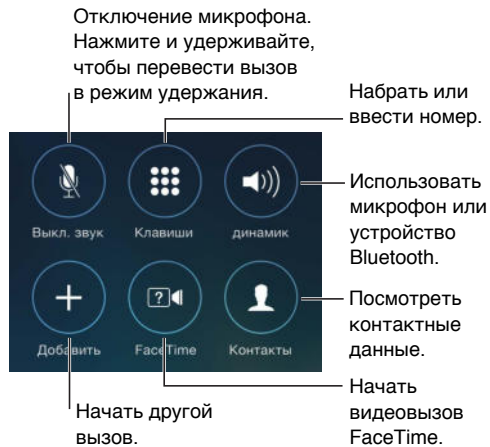 Отключение микрофона.
Нажмите и удерживайте,
чтобы перевести вызов
в режим удержания.
Набрать или
ввести номер.
Выкл. звук
Клавиши
динамик
Использовать
микрофон или
устройство
Bluetooth.
Посмотреть
контактные
данные.
Добавить
FaceTime
Контакты
Начать другой
вызов.
Начать
видеовызов
FaceTime.